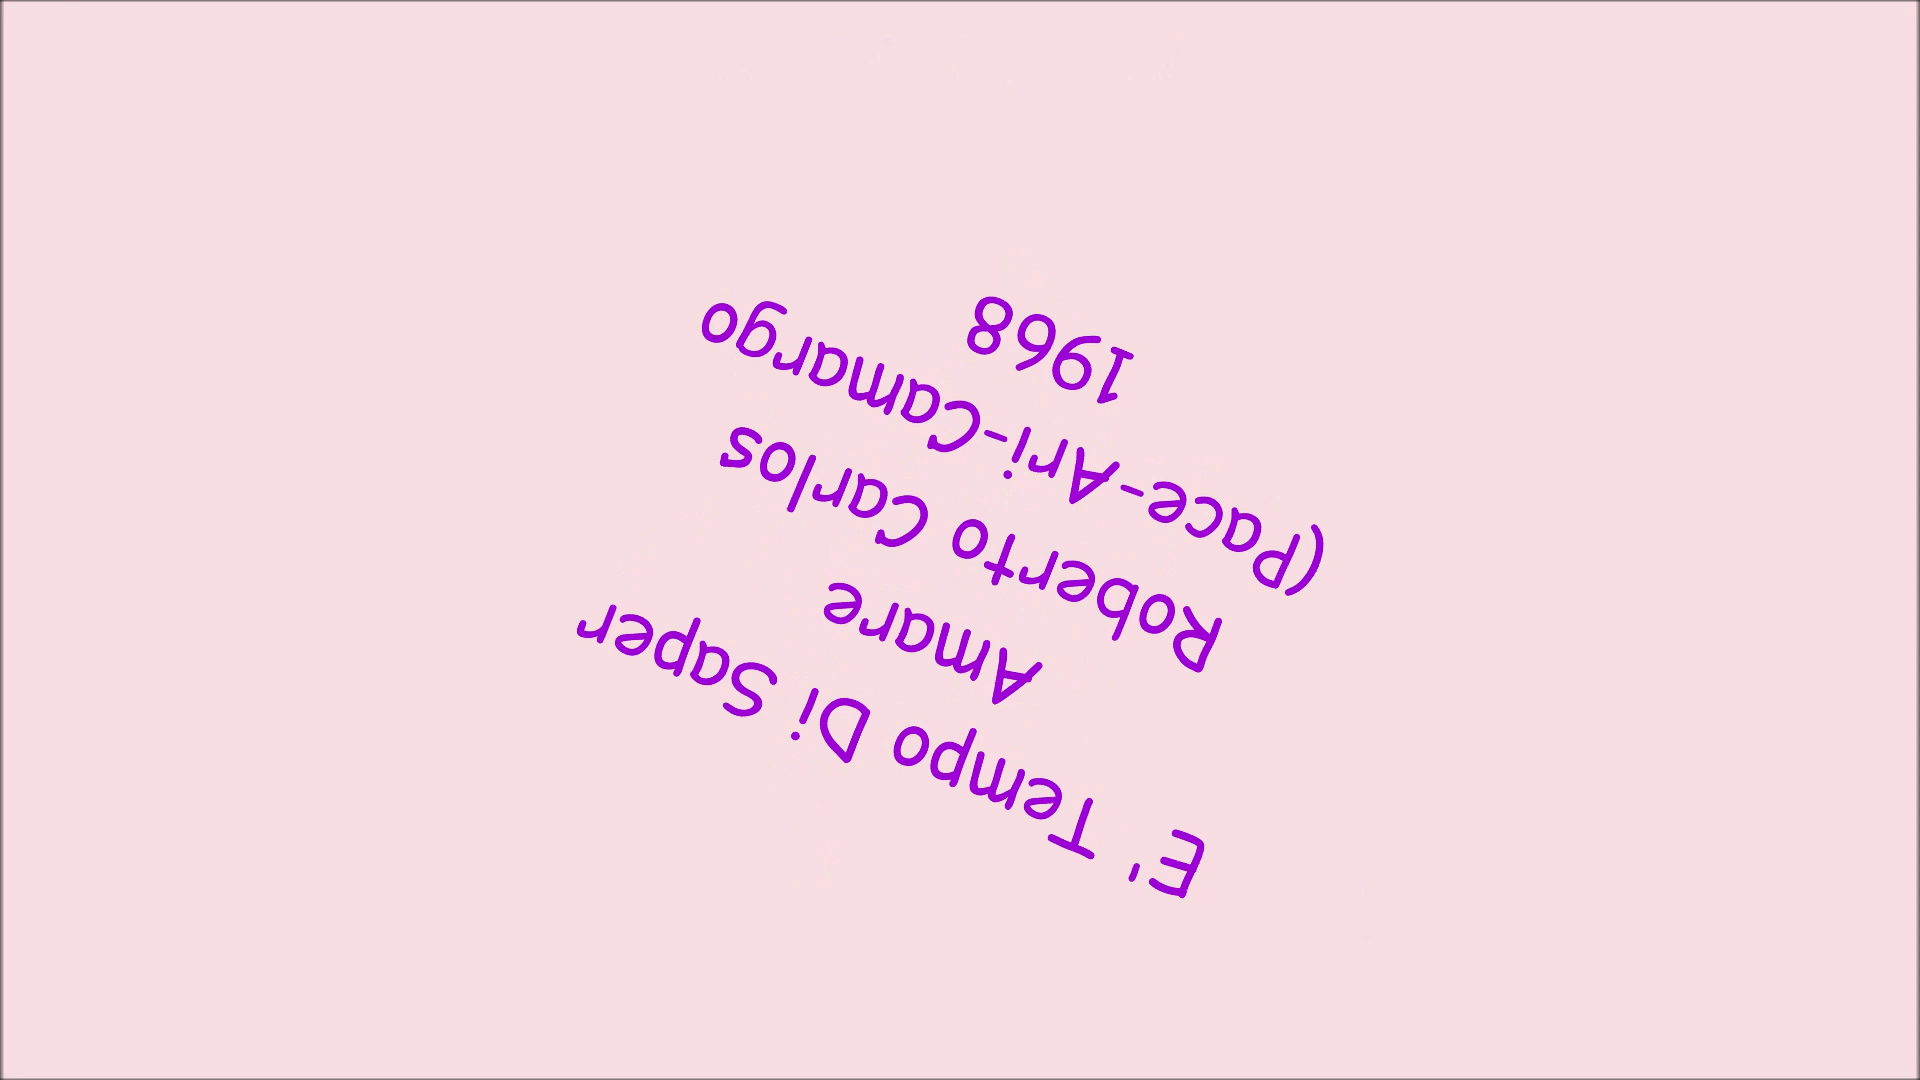 E' Tempo Di Saper
Amare
Roberto Carlos
(Pace-Ari-Camargo
1968